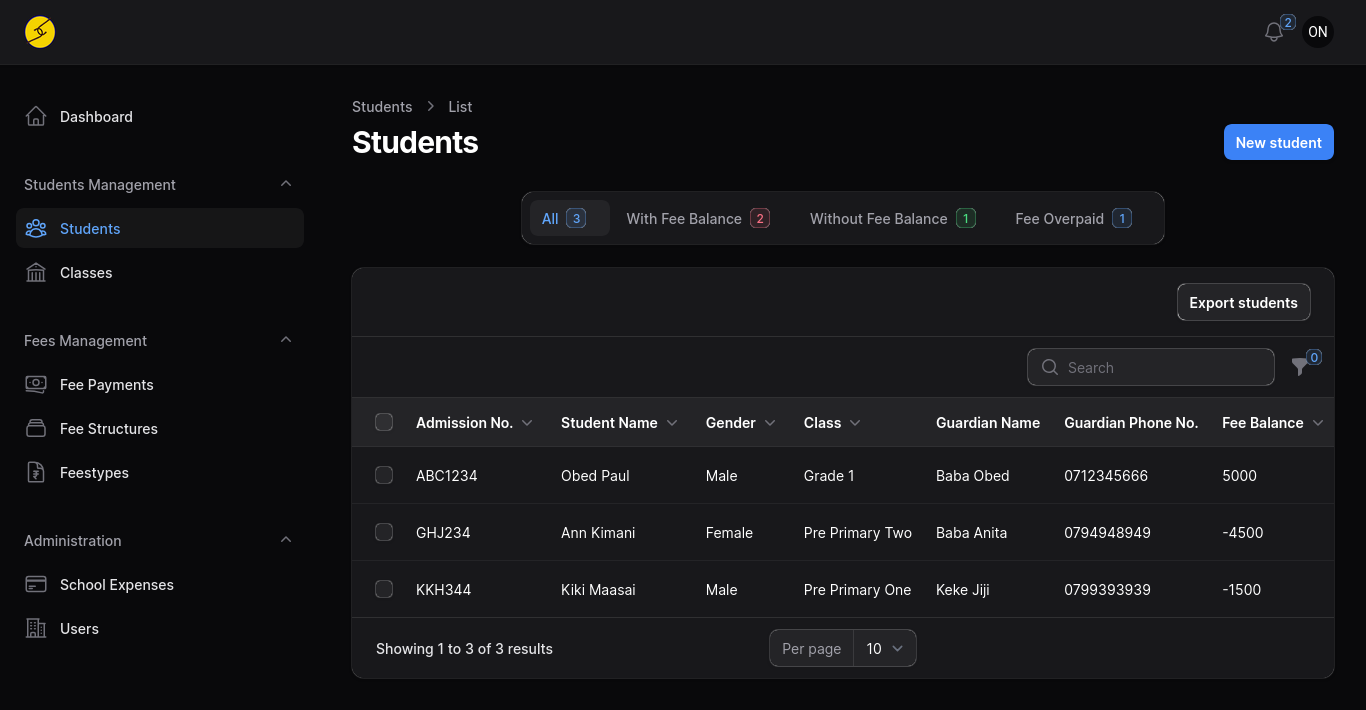 2
ON
Dashboard
Students Management
Students
Classes
Fees Management
Fee Payments
Fee Structures
Feestypes
Administration
School Expenses
Users
Students > List
Students
New student
All 3 With Fee Balance 2 Without Fee Balance 1 Fee Overpaid 1
Export students
Search
0
Admission No. Student Name Gender Class Guardian Name Guardian Phone No. Fee Balance
ABC1234 Obed Paul Male Grade 1 Baba Obed 0712345666 5000
GHJ234 Ann Kimani Female Pre Primary Two Baba Anita 0794948949 -4500
KKH344 Kiki Maasai Male Pre Primary One Keke Jiji 0799393939 -1500
Showing 1 to 3 of 3 results Per page 10